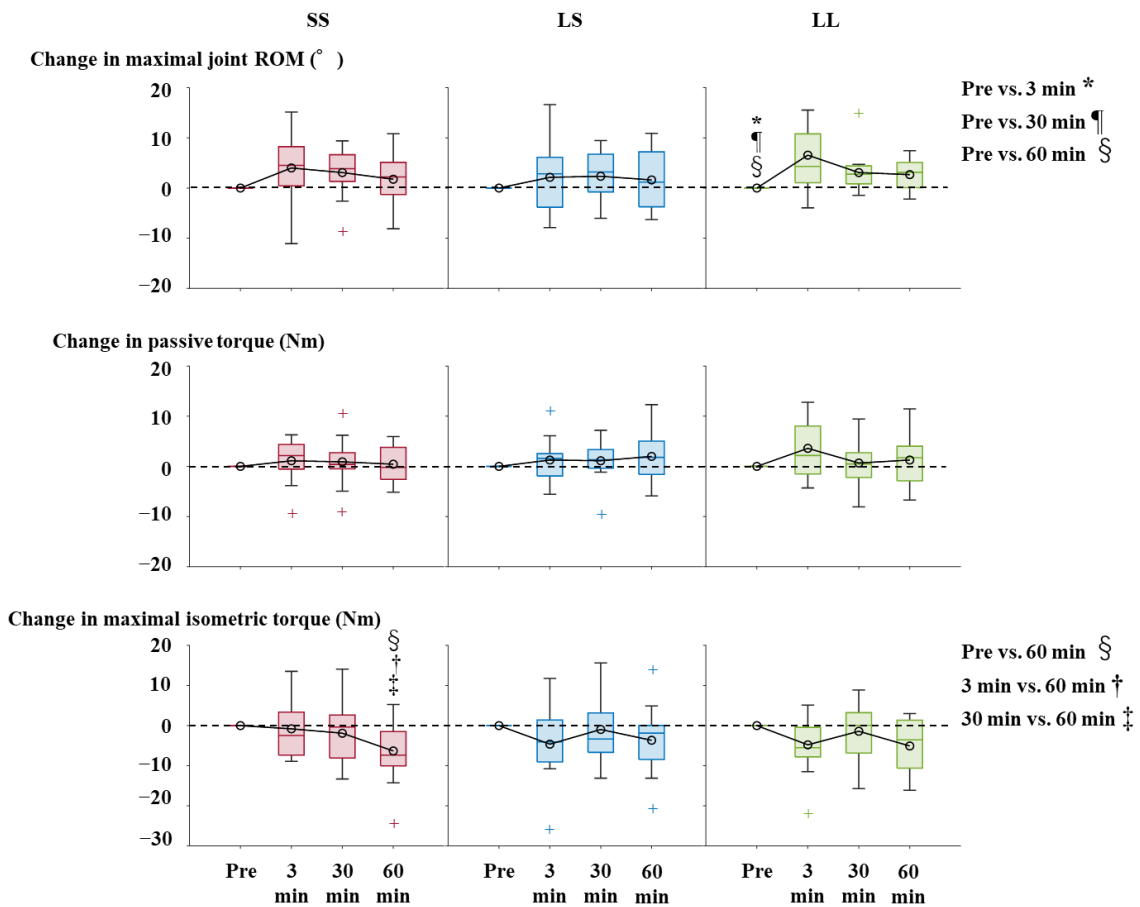 SS LS LL
Change in maximal joint ROM (°)
20
10
0
−10
−20
*
¶
§
Pre vs. 3 min *
Pre vs. 30 min ¶
Pre vs. 60 min §
Change in passive torque (Nm)
20
10
0
−10
−20
Change in maximal isometric torque (Nm)
20
10
0
−10
−20
−30
§
†
‡
Pre vs. 60 min §
3 min vs. 60 min †
30 min vs. 60 min ‡
Pre 3 30 60 Pre 3 30 60 Pre 3 30 60
min min min min min min min min min